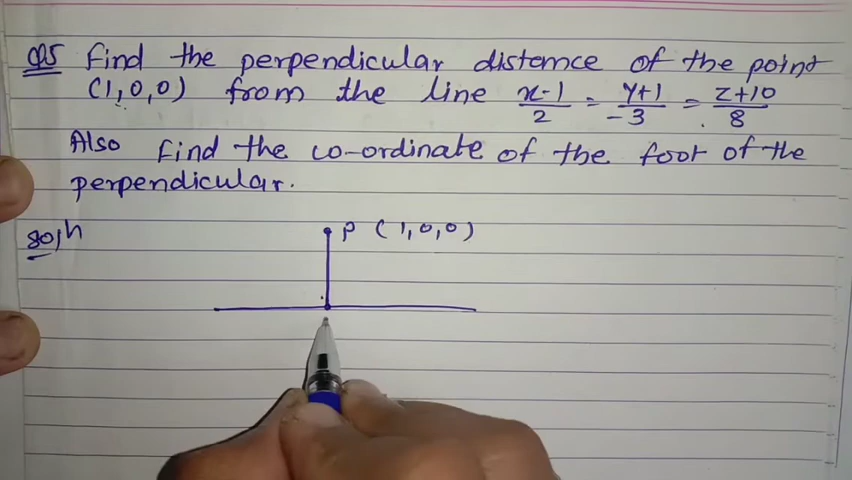 Q5 Find the perpendicular distance of the point
(1,0,0) from the line x-1/2 = y+1/-3 = z+10/8
Also find the co-ordinate of the foot of the
perpendicular.
Soln
P (1,0,0)